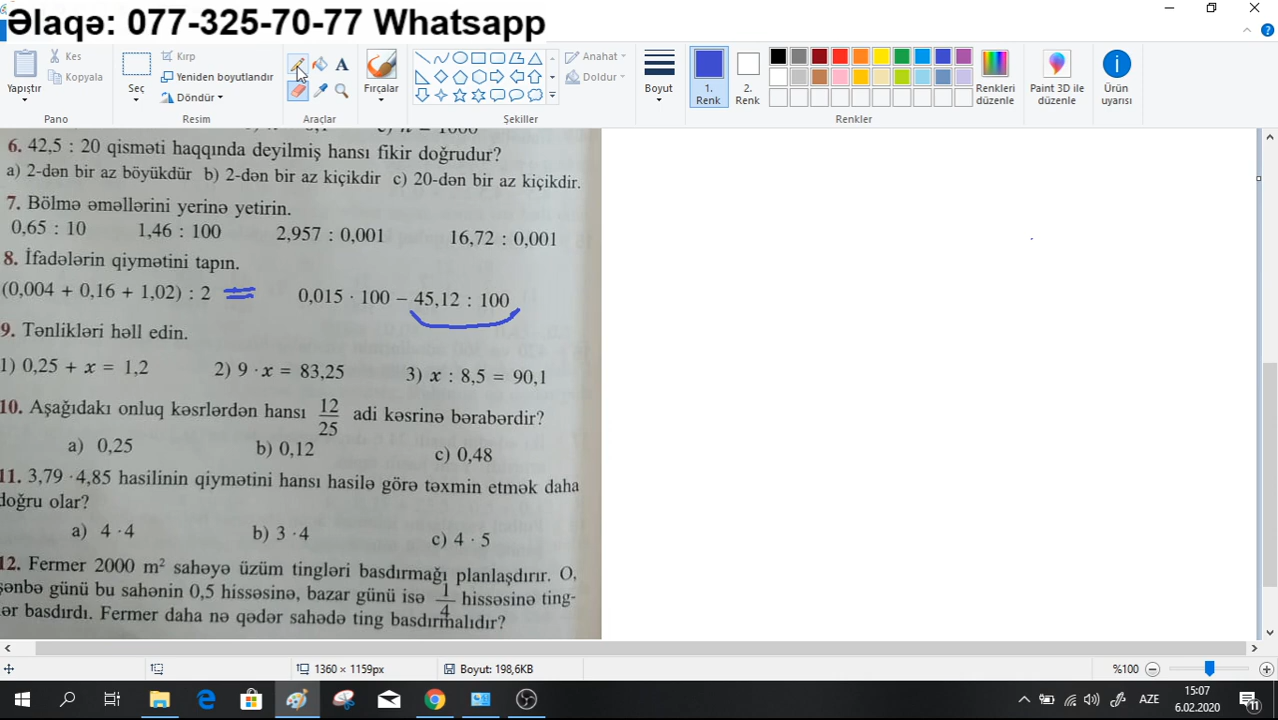 Əlaqə: 077-325-70-77 Whatsapp
Yapıştır
Kes
Kopyala
Pano
Seç
Kırp
Yeniden boyutlandır
Döndür
Resim
A
Araçlar
Fırçalar
Anahat
Doldur
Şekiller
Boyut
1. Renk
2. Renk
Renkleri düzenle
Renkler
Paint 3D ile düzenle
Ürün uyarısı
6. 42,5 : 20 qisməti haqqında deyilmiş hansı fikir doğrudur?
a) 2-dən bir az böyükdür b) 2-dən bir az kiçikdir c) 20-dən bir az kiçikdir.
7. Bölmə əməllərini yerinə yetirin.
0,65 : 10 1,46 : 100 2,957 : 0,001 16,72 : 0,001
8. İfadələrin qiymətini tapın.
(0,004 + 0,16 + 1,02) : 2 = 0,015 · 100 – 45,12 : 100
9. Tənlikləri həll edin.
1) 0,25 + x = 1,2 2) 9 · x = 83,25 3) x : 8,5 = 90,1
10. Aşağıdakı onluq kəsrlərdən hansı 12/25 adi kəsrinə bərabərdir?
a) 0,25 b) 0,12 c) 0,48
11. 3,79 · 4,85 hasilinin qiymətini hansı hasilə görə təxmin etmək daha
doğru olar?
a) 4 · 4 b) 3 · 4 c) 4 · 5
12. Fermer 2000 m² sahəyə üzüm tingləri basdırmağı planlaşdırır. O,
şənbə günü bu sahənin 0,5 hissəsinə, bazar günü isə 1/4 hissəsinə ting-
ər basdırdı. Fermer daha nə qədər sahədə ting basdırmalıdır?
1360 × 1159px
Boyut: 198,6KB
%100
AZE
15:07
6.02.2020
11